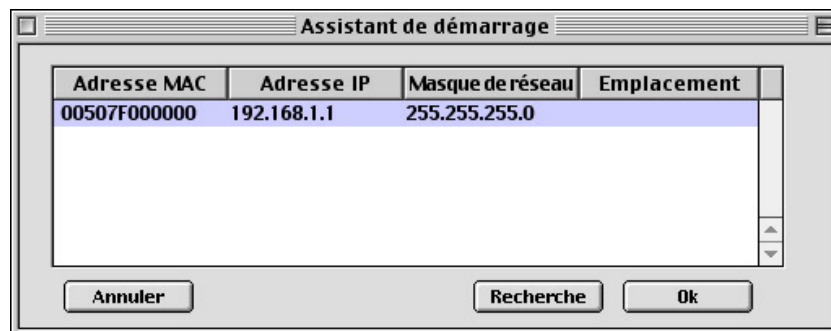 Assistant de démarrage
Adresse MAC Adresse IP Masque de réseau Emplacement
00507F000000 192.168.1.1 255.255.255.0
Annuler Recherche Ok